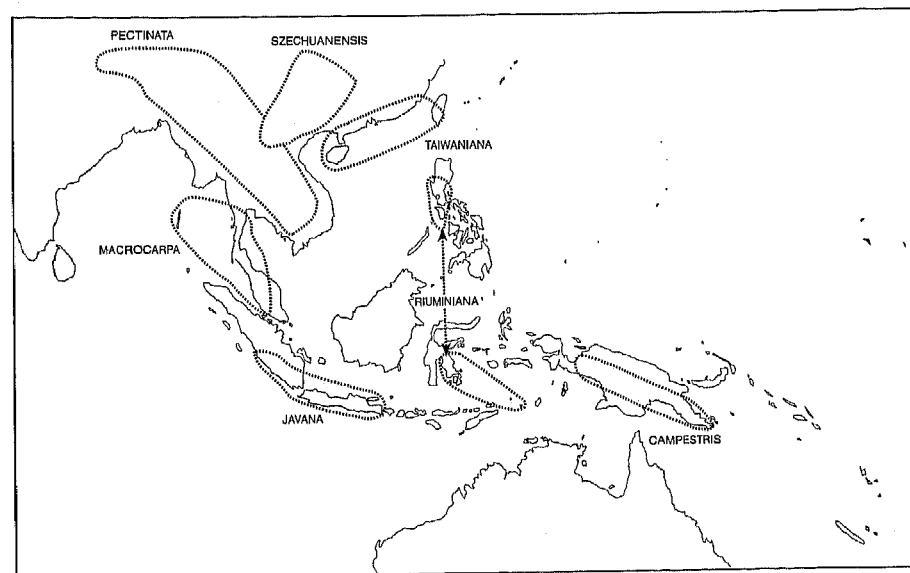 PECTINATA
SZECHUANENSIS
TAIWANIANA
MACROCARPA
RIUMINIANA
JAVANA
CAMPESTRIS